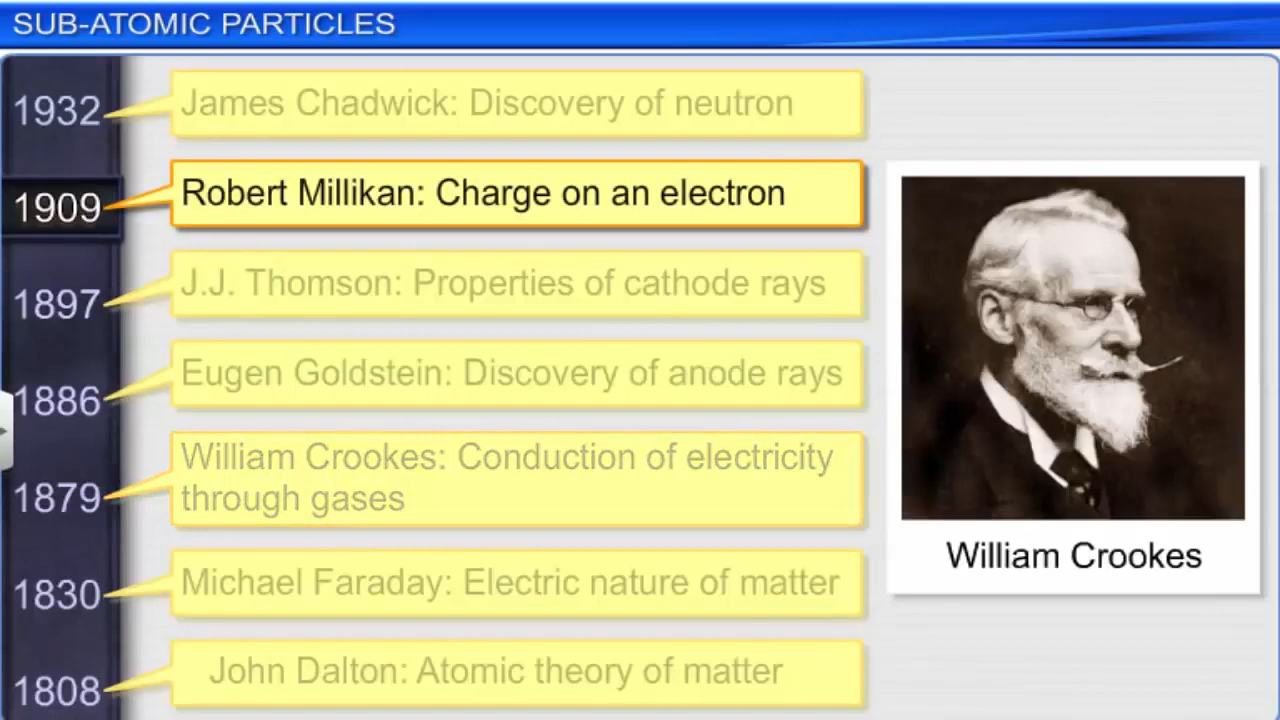 SUB-ATOMIC PARTICLES
1932
James Chadwick: Discovery of neutron
1909
Robert Millikan: Charge on an electron
1897
J.J. Thomson: Properties of cathode rays
1886
Eugen Goldstein: Discovery of anode rays
1879
William Crookes: Conduction of electricity
through gases
1830
Michael Faraday: Electric nature of matter
1808
John Dalton: Atomic theory of matter
William Crookes